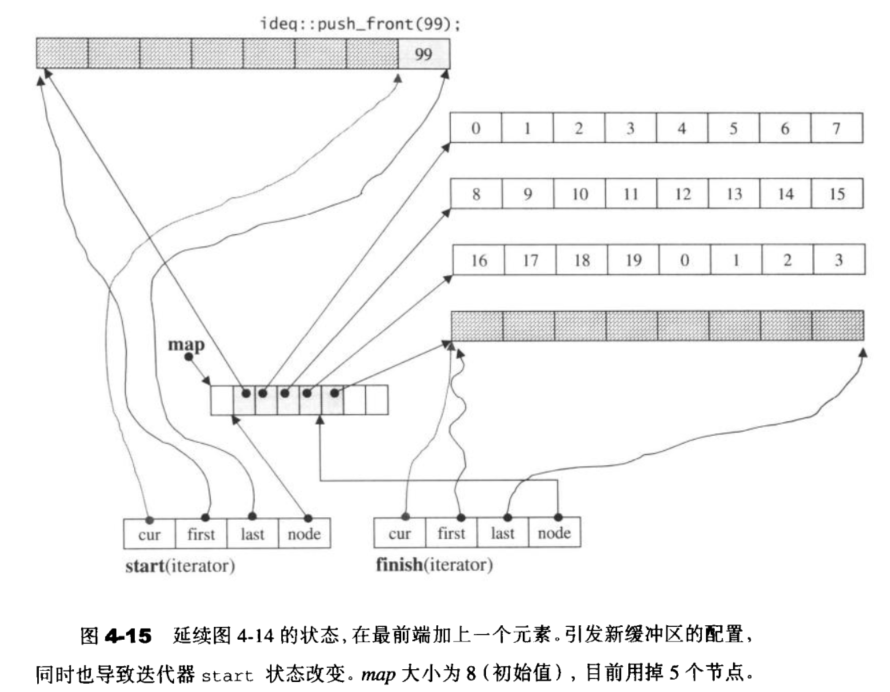 ideq::push_front(99);
99
0 1 2 3 4 5 6 7
8 9 10 11 12 13 14 15
16 17 18 19 0 1 2 3
map
cur first last node
start(iterator)
cur first last node
finish(iterator)
图 4-15 延续图 4-14 的状态,在最前端加上一个元素。引发新缓冲区的配置,
同时也导致迭代器 start 状态改变。map 大小为 8(初始值),目前用掉 5 个节点。